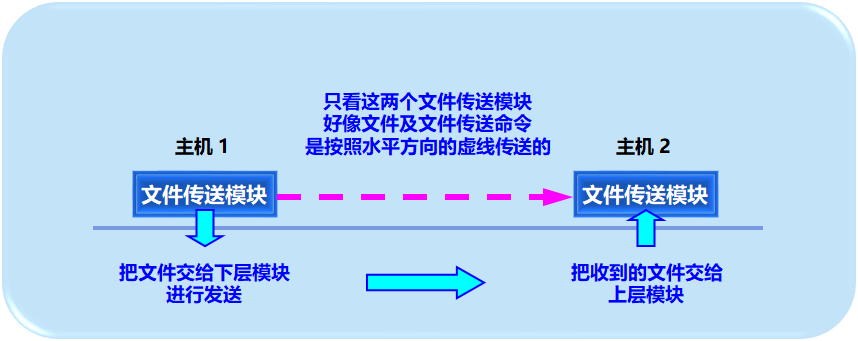 只看这两个文件传送模块
好像文件及文件传送命令
是按照水平方向的虚线传送的
主机 1
主机 2
文件传送模块
文件传送模块
把文件交给下层模块
进行发送
把收到的文件交给
上层模块